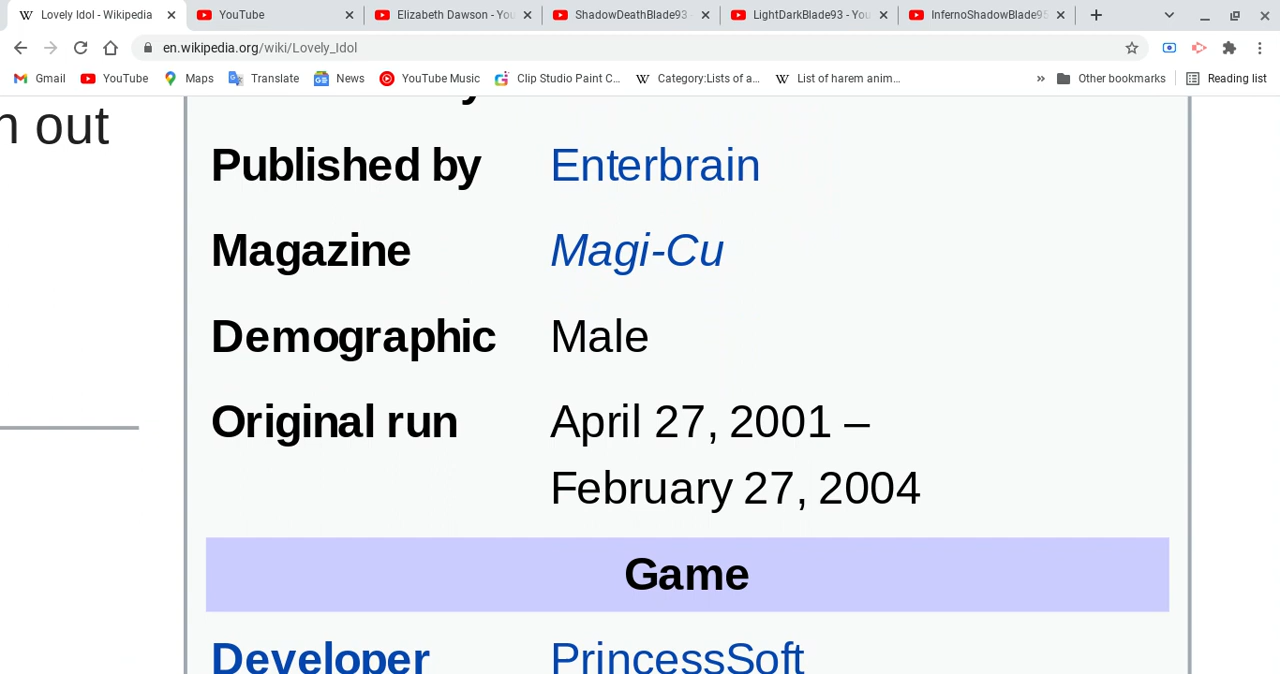 Lovely Idol - Wikipedia
YouTube
Elizabeth Dawson - You
ShadowDeathBlade93 -
LightDarkBlade93 - You
InfernoShadowBlade95
en.wikipedia.org/wiki/Lovely_Idol
Gmail YouTube Maps Translate News YouTube Music Clip Studio Paint C... Category:Lists of a... List of harem anim... » Other bookmarks Reading list
n out
Published by Enterbrain
Magazine Magi-Cu
Demographic Male
Original run April 27, 2001 –
February 27, 2004
Game
Developer PrincessSoft